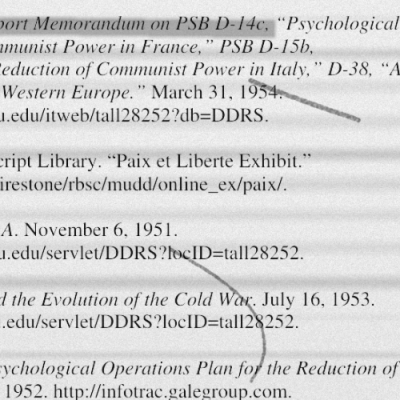 port Memorandum on PSB D-14c, “Psychological
mmunist Power in France,” PSB D-15b,
Reduction of Communist Power in Italy,” D-38, “A
Western Europe.” March 31, 1954.
u.edu/itweb/tall28252?db=DDRS.
cript Library. “Paix et Liberte Exhibit.”
irestone/rbsc/mudd/online_ex/paix/.
A. November 6, 1951.
u.edu/servlet/DDRS?locID=tall28252.
d the Evolution of the Cold War. July 16, 1953.
u.edu/servlet/DDRS?locID=tall28252.
sychological Operations Plan for the Reduction of
1952. http://infotrac.galegroup.com.